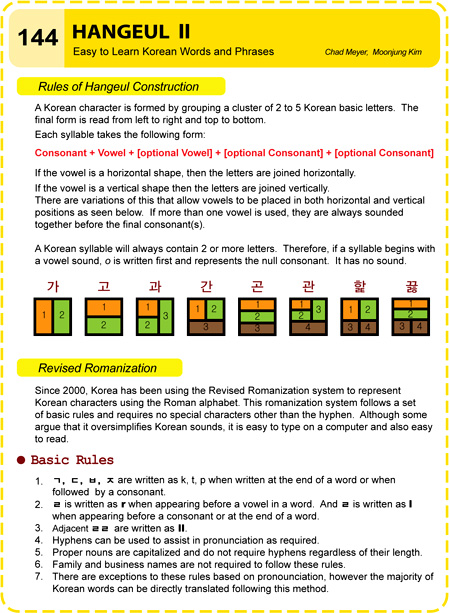 144
HANGEUL II
Easy to Learn Korean Words and Phrases
Chad Meyer, Moonjung Kim
Rules of Hangeul Construction
A Korean character is formed by grouping a cluster of 2 to 5 Korean basic letters. The
final form is read from left to right and top to bottom.
Each syllable takes the following form:
Consonant + Vowel + [optional Vowel] + [optional Consonant] + [optional Consonant]
If the vowel is a horizontal shape, then the letters are joined horizontally.
If the vowel is a vertical shape then the letters are joined vertically.
There are variations of this that allow vowels to be placed in both horizontal and vertical
positions as seen below. If more than one vowel is used, they are always sounded
together before the final consonant(s).
A Korean syllable will always contain 2 or more letters. Therefore, if a syllable begins with
a vowel sound, o is written first and represents the null consonant. It has no sound.
가 고 과 간 곤 관 핥 끓
1 2 1 2 1 2 3 1 2 3 1 2 3 1 2 3 4 1 2 3 4 1 2 3 4
Revised Romanization
Since 2000, Korea has been using the Revised Romanization system to represent
Korean characters using the Roman alphabet. This romanization system follows a set
of basic rules and requires no special characters other than the hyphen. Although some
argue that it oversimplifies Korean sounds, it is easy to type on a computer and also easy
to read.
Basic Rules
1. ㄱ, ㄷ, ㅂ, ㅈ are written as k, t, p when written at the end of a word or when
followed by a consonant.
2. ㄹ is written as r when appearing before a vowel in a word. And ㄹ is written as l
when appearing before a consonant or at the end of a word.
3. Adjacent ㄹㄹ are written as ll.
4. Hyphens can be used to assist in pronunciation as required.
5. Proper nouns are capitalized and do not require hyphens regardless of their length.
6. Family and business names are not required to follow these rules.
7. There are exceptions to these rules based on pronouniation, however the majority of
Korean words can be directly translated following this method.